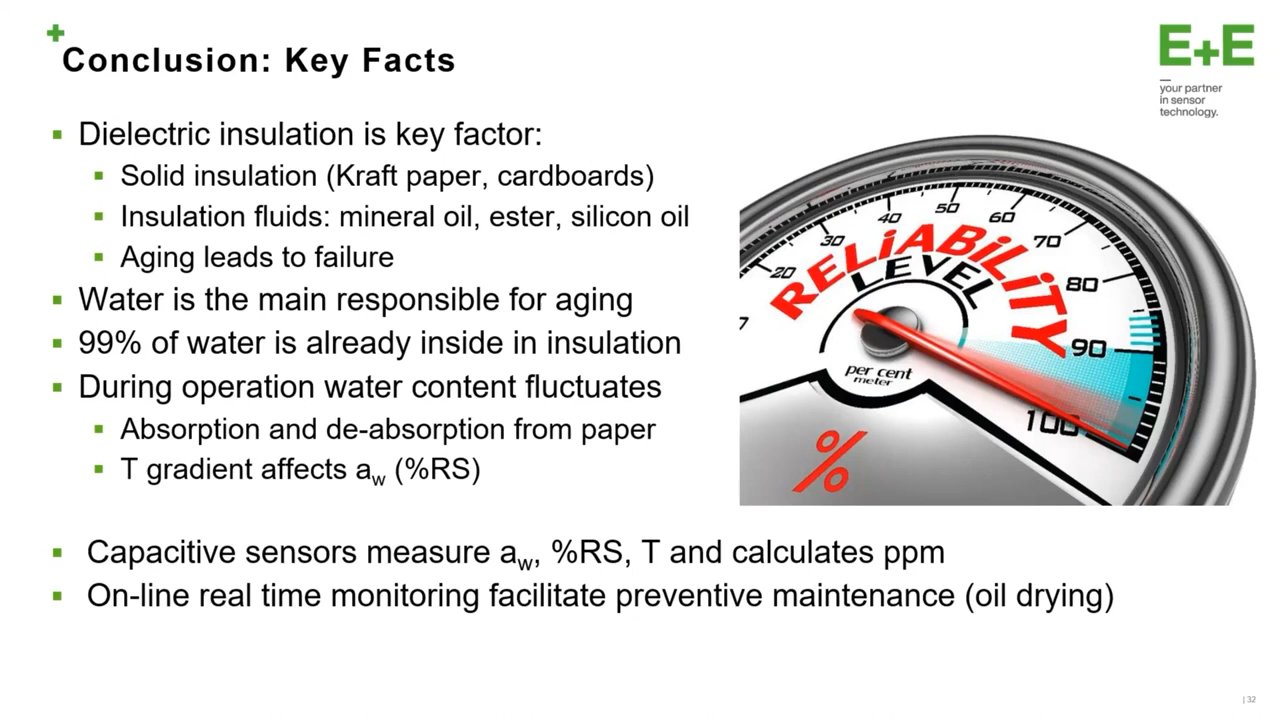 Conclusion: Key Facts
E+E
your partner
in sensor
technology.
Dielectric insulation is key factor:
Solid insulation (Kraft paper, cardboards)
Insulation fluids: mineral oil, ester, silicon oil
Aging leads to failure
Water is the main responsible for aging
99% of water is already inside in insulation
During operation water content fluctuates
Absorption and de-absorption from paper
T gradient affects aw (%RS)
Capacitive sensors measure aw, %RS, T and calculates ppm
On-line real time monitoring facilitate preventive maintenance (oil drying)
20
30
40
50
60
70
80
90
100
RELiABiLiTY
LEVEL
per cent
meter
%
| 32